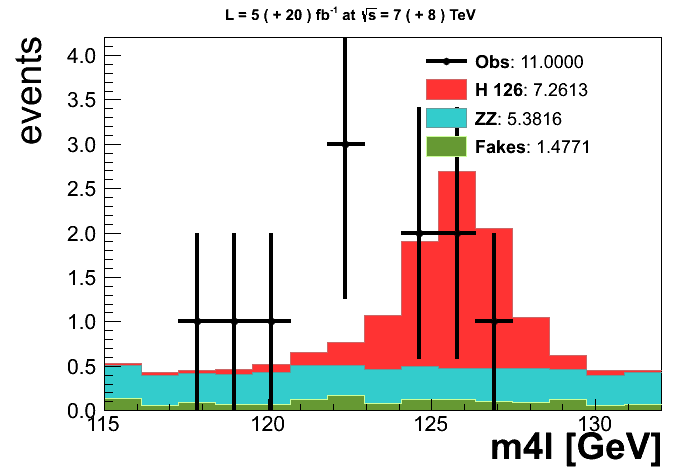 L = 5 ( + 20 ) fb⁻¹ at √s = 7 ( + 8 ) TeV
events
4.0
3.5
3.0
2.5
2.0
1.5
1.0
0.5
0.0
Obs: 11.0000
H 126: 7.2613
ZZ: 5.3816
Fakes: 1.4771
115 120 125 130
m4l [GeV]